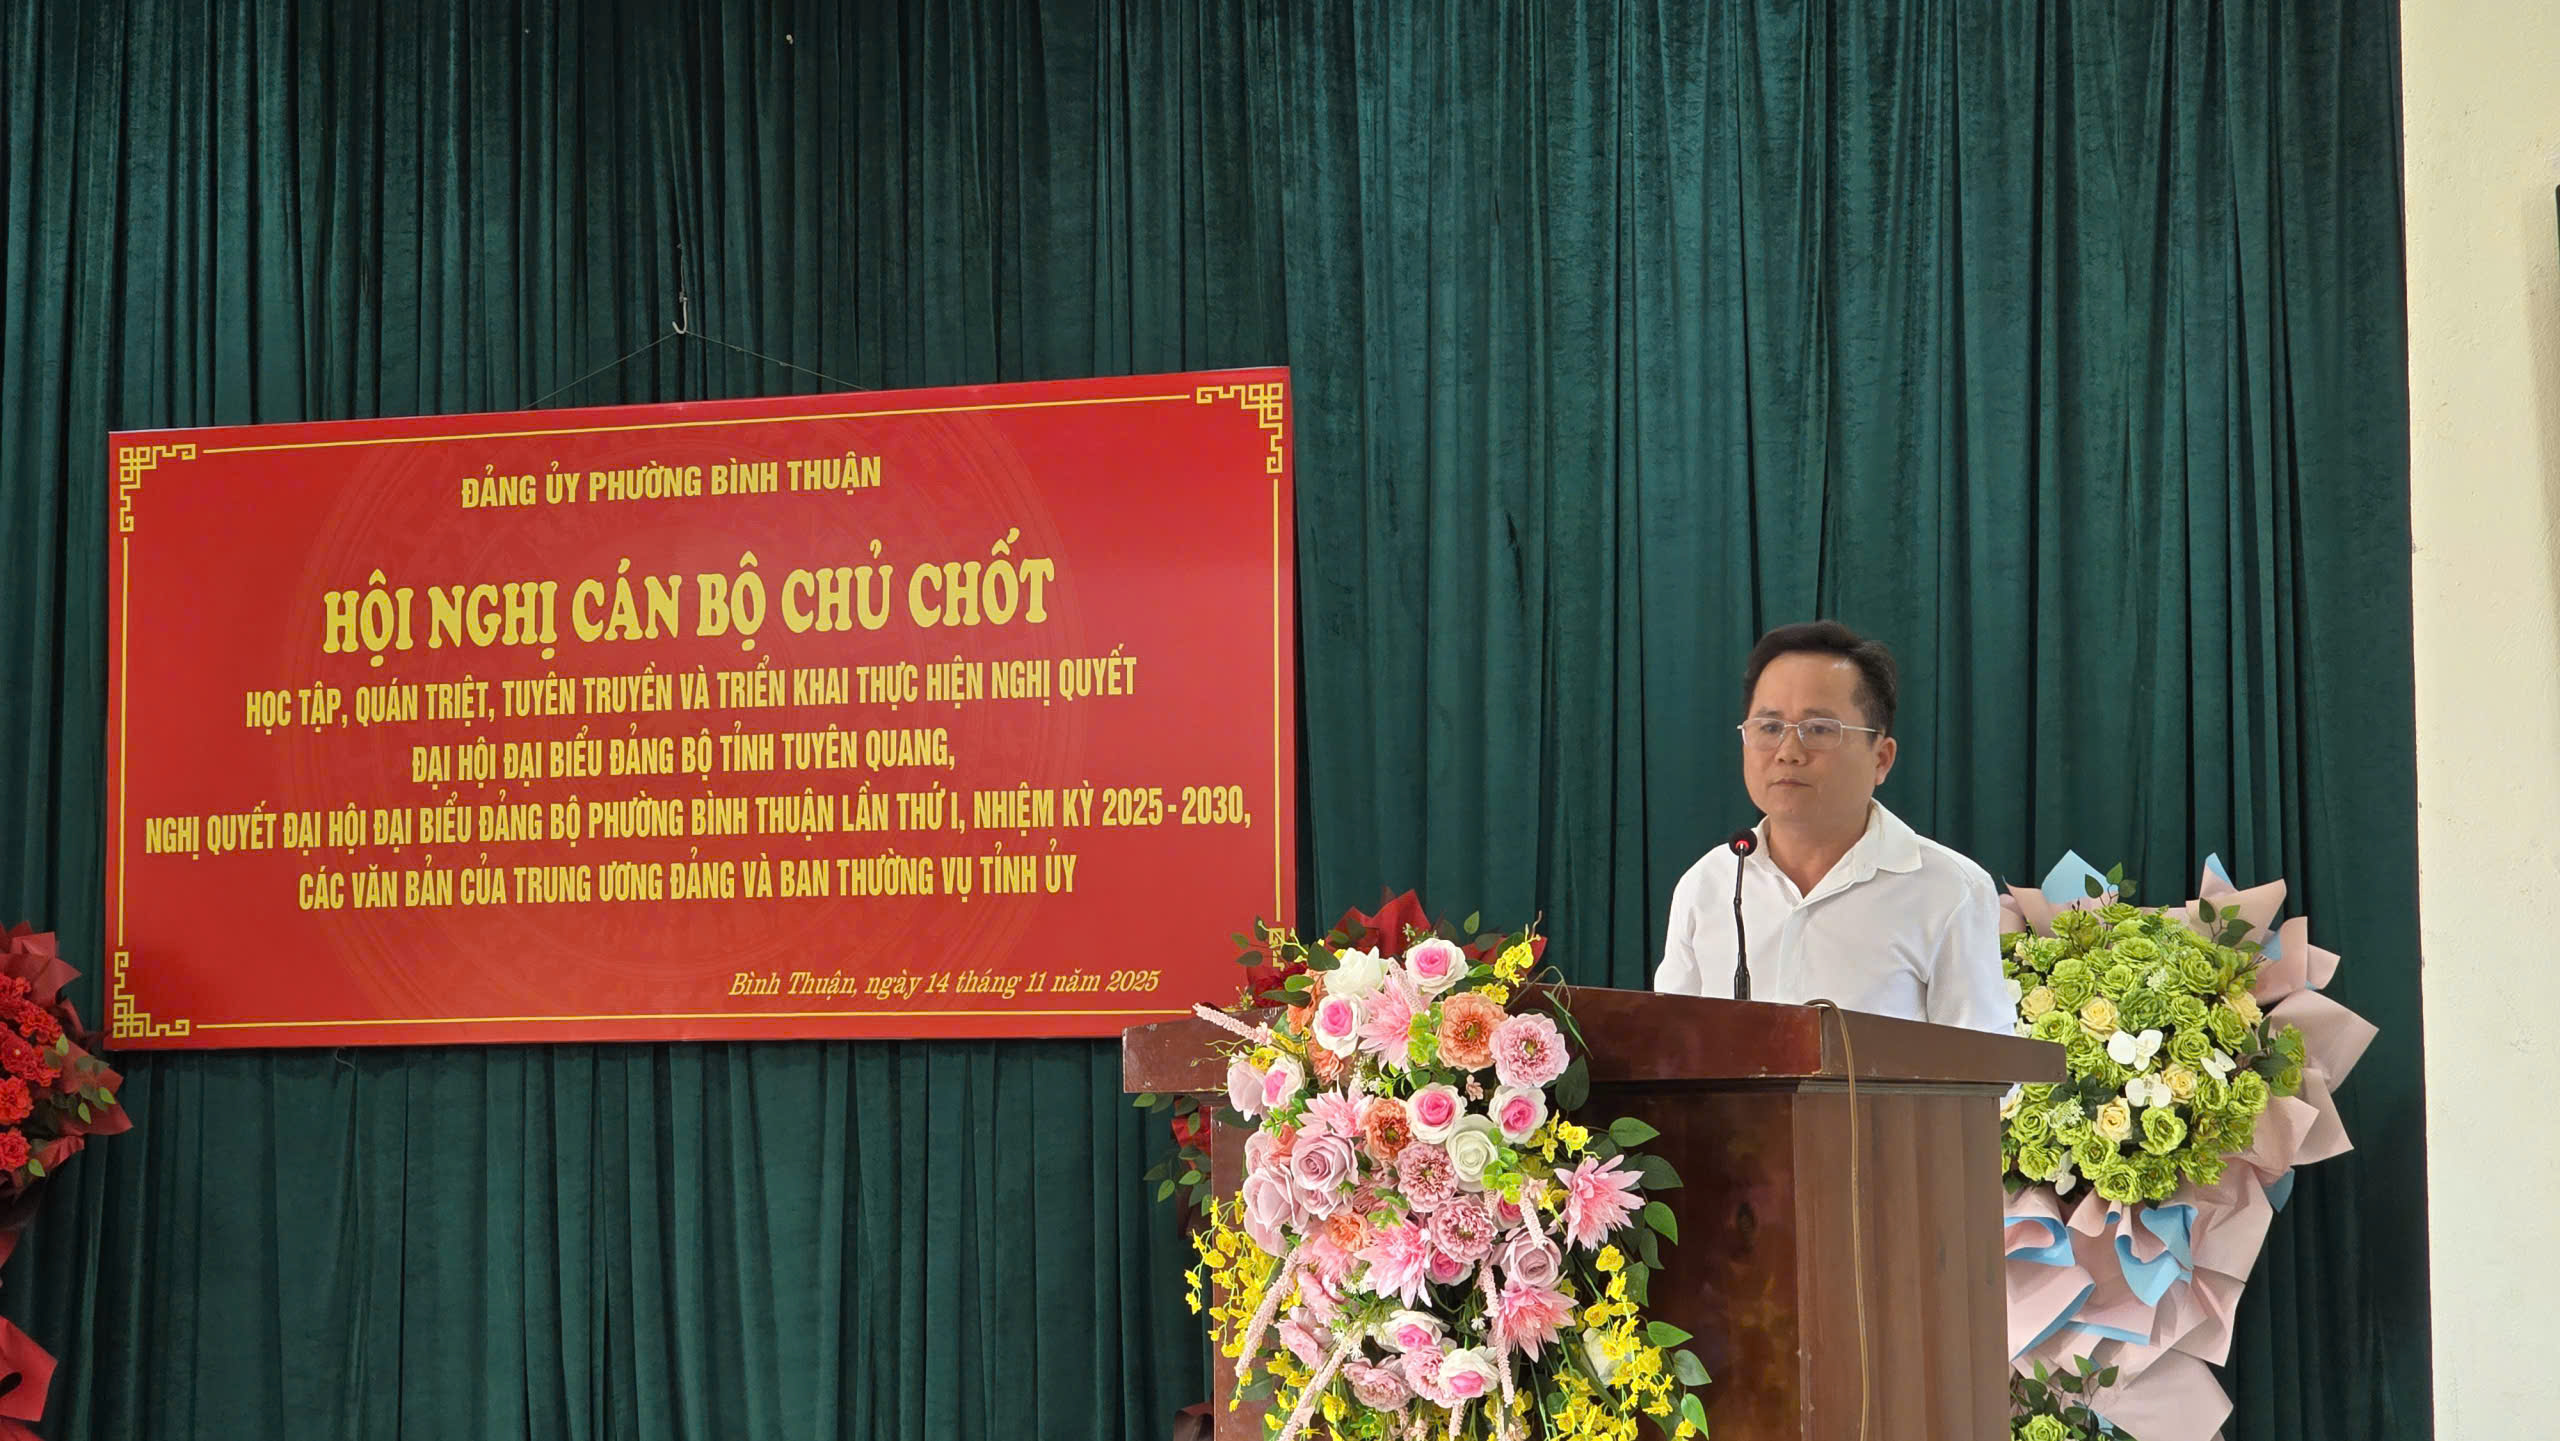 ĐẢNG ỦY PHƯỜNG BÌNH THUẬN
HỘI NGHỊ CÁN BỘ CHỦ CHỐT
HỌC TẬP, QUÁN TRIỆT, TUYÊN TRUYỀN VÀ TRIỂN KHAI THỰC HIỆN NGHỊ QUYẾT
ĐẠI HỘI ĐẠI BIỂU ĐẢNG BỘ TỈNH TUYÊN QUANG,
NGHỊ QUYẾT ĐẠI HỘI ĐẠI BIỂU ĐẢNG BỘ PHƯỜNG BÌNH THUẬN LẦN THỨ I, NHIỆM KỲ 2025-2030,
CÁC VĂN BẢN CỦA TRUNG ƯƠNG ĐẢNG VÀ BAN THƯỜNG VỤ TỈNH ỦY
Bình Thuận, ngày 14 tháng 11 năm 2025